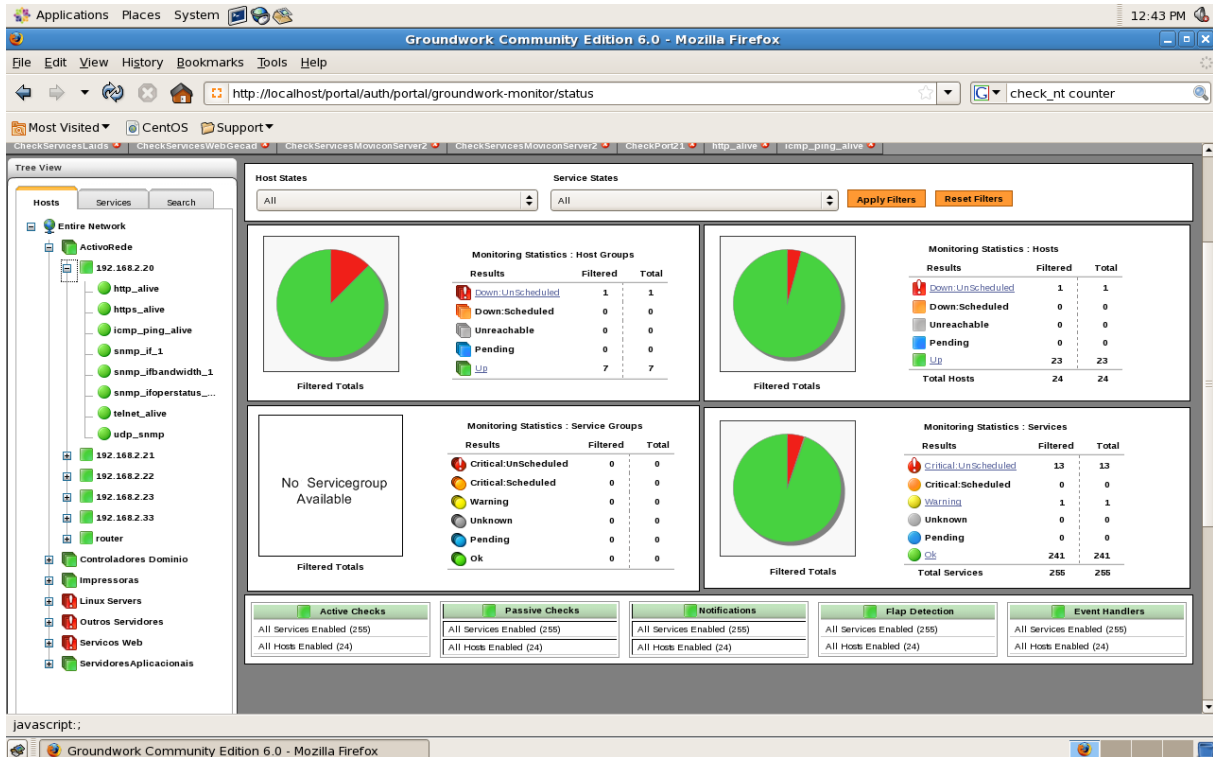 Applications Places System 12:43 PM
Groundwork Community Edition 6.0 - Mozilla Firefox
File Edit View History Bookmarks Tools Help
http://localhost/portal/auth/portal/groundwork-monitor/status G check_nt counter
Most Visited CentOS Support
CheckServicesLaids CheckServicesWebGecad CheckServicesMoviconServer2 CheckServicesMoviconServer2 CheckPort21 http_alive icmp_ping_alive
Tree View
Hosts Services Search
Entire Network
ActivoRede
192.168.2.20
http_alive
https_alive
icmp_ping_alive
snmp_if_1
snmp_ifbandwidth_1
snmp_ifoperstatus_...
telnet_alive
udp_snmp
192.168.2.21
192.168.2.22
192.168.2.23
192.168.2.33
router
Controladores Dominio
Impressoras
Linux Servers
Outros Servidores
Servicos Web
ServidoresAplicacionais
Host States Service States
All All Apply Filters Reset Filters
Monitoring Statistics : Host Groups
Results Filtered Total
Down:UnScheduled 1 1
Down:Scheduled 0 0
Unreachable 0 0
Pending 0 0
Up 7 7
Filtered Totals
Monitoring Statistics : Hosts
Results Filtered Total
Down:UnScheduled 1 1
Down:Scheduled 0 0
Unreachable 0 0
Pending 0 0
Up 23 23
Total Hosts 24 24
Filtered Totals
No Servicegroup
Available
Filtered Totals
Monitoring Statistics : Service Groups
Results Filtered Total
Critical:UnScheduled 0 0
Critical:Scheduled 0 0
Warning 0 0
Unknown 0 0
Pending 0 0
Ok 0 0
Monitoring Statistics : Services
Results Filtered Total
Critical:UnScheduled 13 13
Critical:Scheduled 0 0
Warning 1 1
Unknown 0 0
Pending 0 0
Ok 241 241
Total Services 255 255
Filtered Totals
Active Checks Passive Checks Notifications Flap Detection Event Handlers
All Services Enabled (255) All Services Enabled (255) All Services Enabled (255) All Services Enabled (255) All Services Enabled (255)
All Hosts Enabled (24) All Hosts Enabled (24) All Hosts Enabled (24) All Hosts Enabled (24) All Hosts Enabled (24)
javascript:;
Groundwork Community Edition 6.0 - Mozilla Firefox